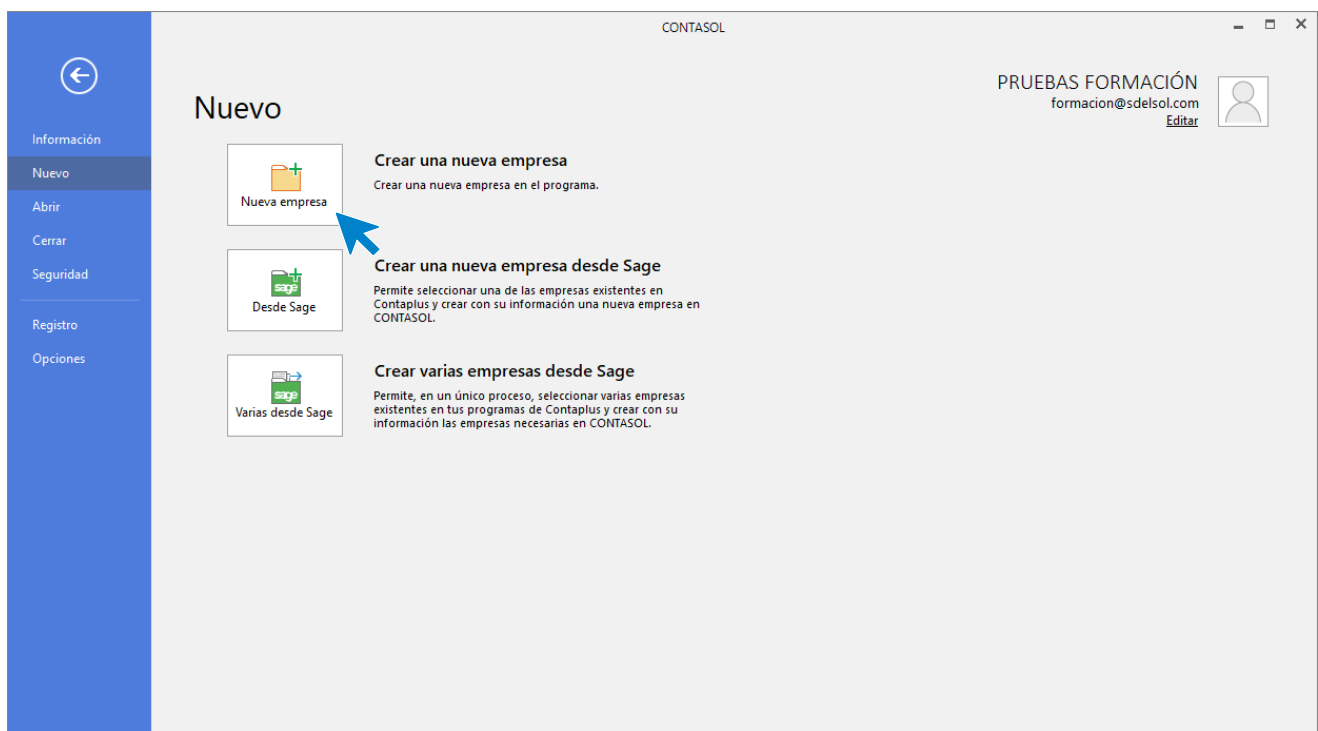 CONTASOL
PRUEBAS FORMACIÓN
formacion@sdelsol.com
Editar
Información
Nuevo
Abrir
Cerrar
Seguridad
Registro
Opciones
Nuevo
Nueva empresa
Crear una nueva empresa
Crear una nueva empresa en el programa.
sage
Desde Sage
Crear una nueva empresa desde Sage
Permite seleccionar una de las empresas existentes en
Contaplus y crear con su información una nueva empresa en
CONTASOL.
sage
Varias desde Sage
Crear varias empresas desde Sage
Permite, en un único proceso, seleccionar varias empresas
existentes en tus programas de Contaplus y crear con su
información las empresas necesarias en CONTASOL.